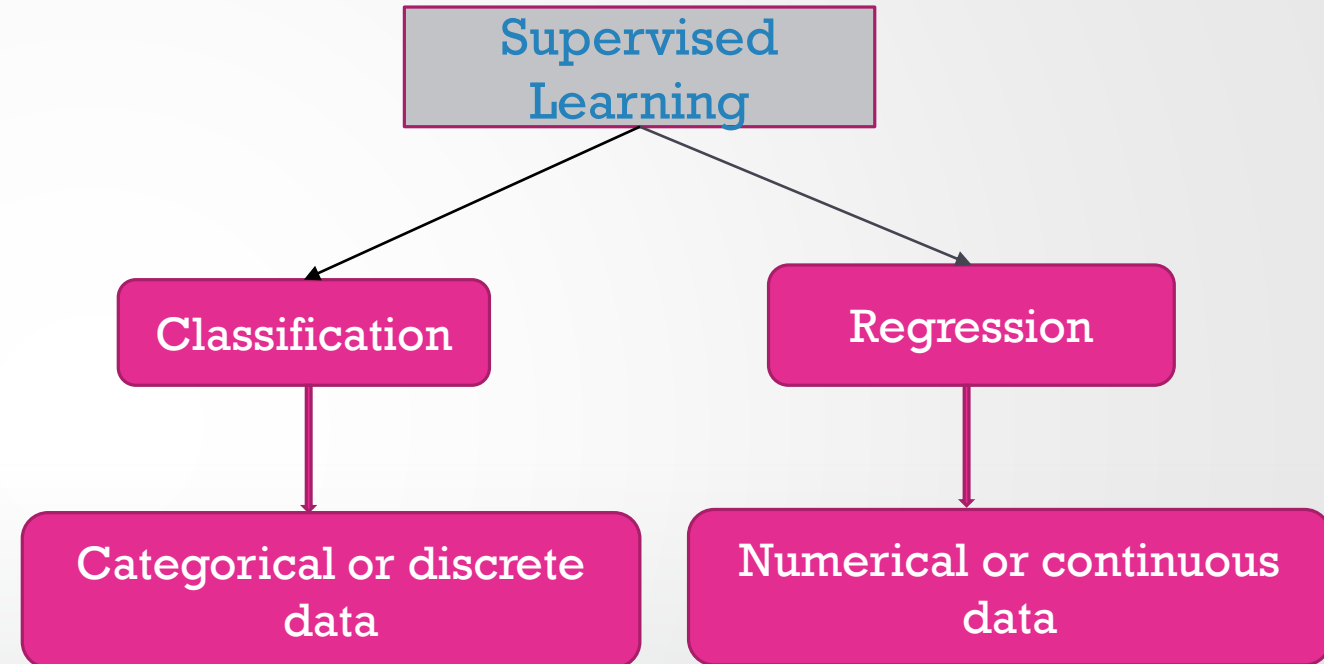 Supervised
Learning
Classification
Regression
Categorical or discrete
data
Numerical or continuous
data